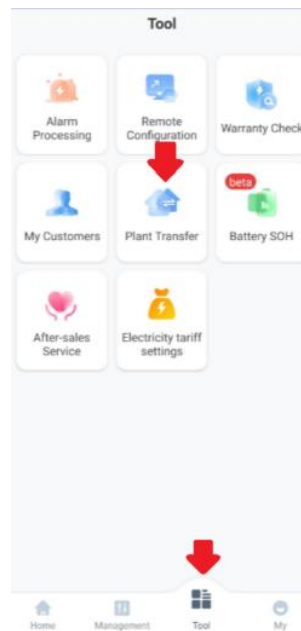 Tool
Alarm
Processing
Remote
Configuration
Warranty Check
My Customers
Plant Transfer
beta
Battery SOH
After-sales
Service
Electricity tariff
settings
Home
Management
Tool
My